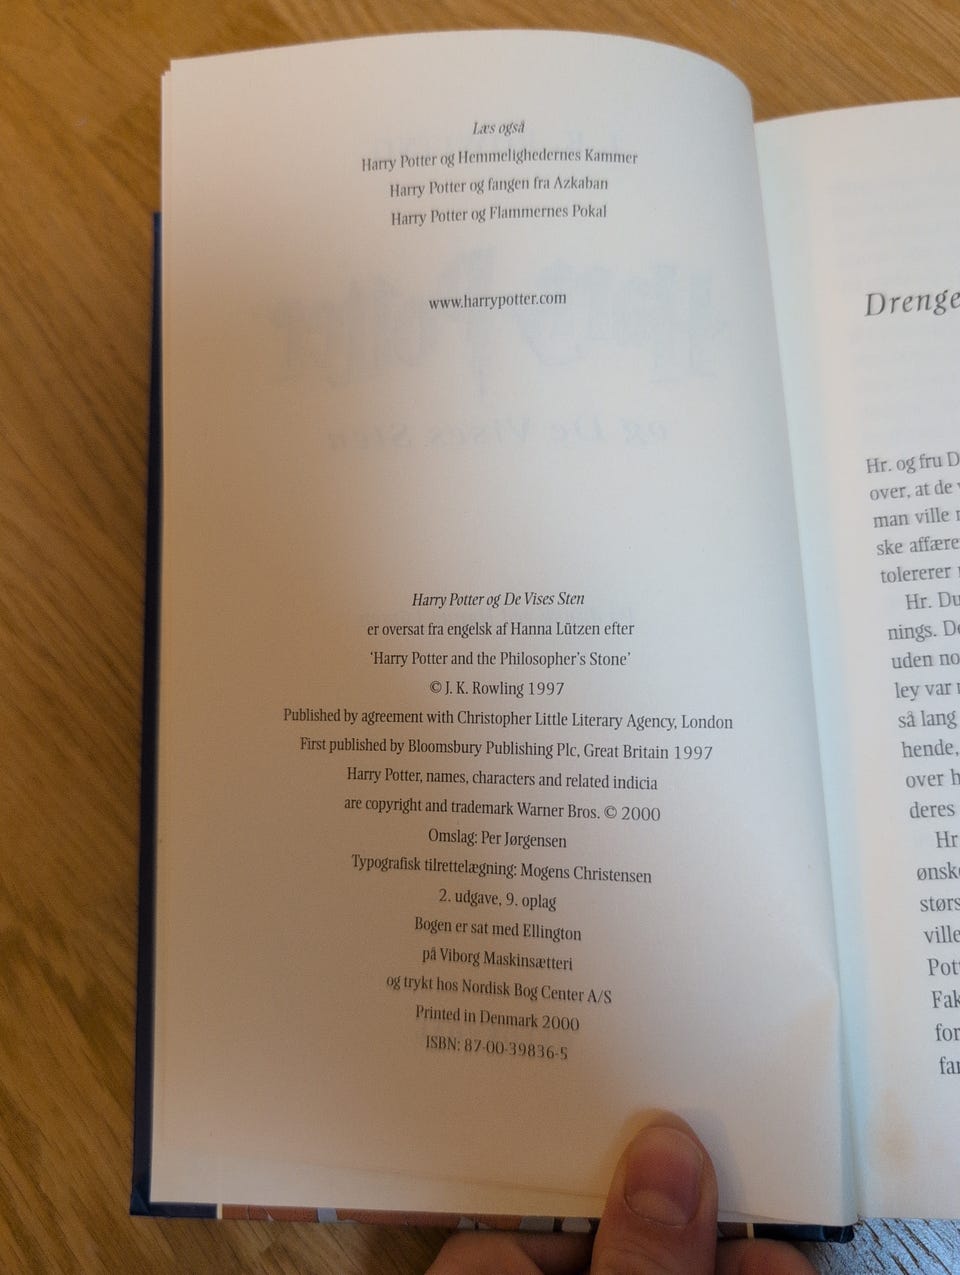 Læs også
Harry Potter og Hemmelighedernes Kammer
Harry Potter og fangen fra Azkaban
Harry Potter og Flammernes Pokal
www.harrypotter.com
Harry Potter og De Vises Sten
er oversat fra engelsk af Hanna Lützen efter
‘Harry Potter and the Philosopher’s Stone’
© J. K. Rowling 1997
Published by agreement with Christopher Little Literary Agency, London
First published by Bloomsbury Publishing Plc, Great Britain 1997
Harry Potter, names, characters and related indicia
are copyright and trademark Warner Bros. © 2000
Omslag: Per Jørgensen
Typografisk tilrettelægning: Mogens Christensen
2. udgave, 9. oplag
Bogen er sat med Ellington
på Viborg Maskinsætteri
og trykt hos Nordisk Bog Center A/S
Printed in Denmark 2000
ISBN: 87-00-39836-5
Drenge
Hr. og fru D
over, at de
man ville
ske affære
tolererer
Hr. Du
nings. De
uden no
ley var
så lang
hende,
over h
deres
Hr
ønske
størs
ville
Pot
Fak
for
far